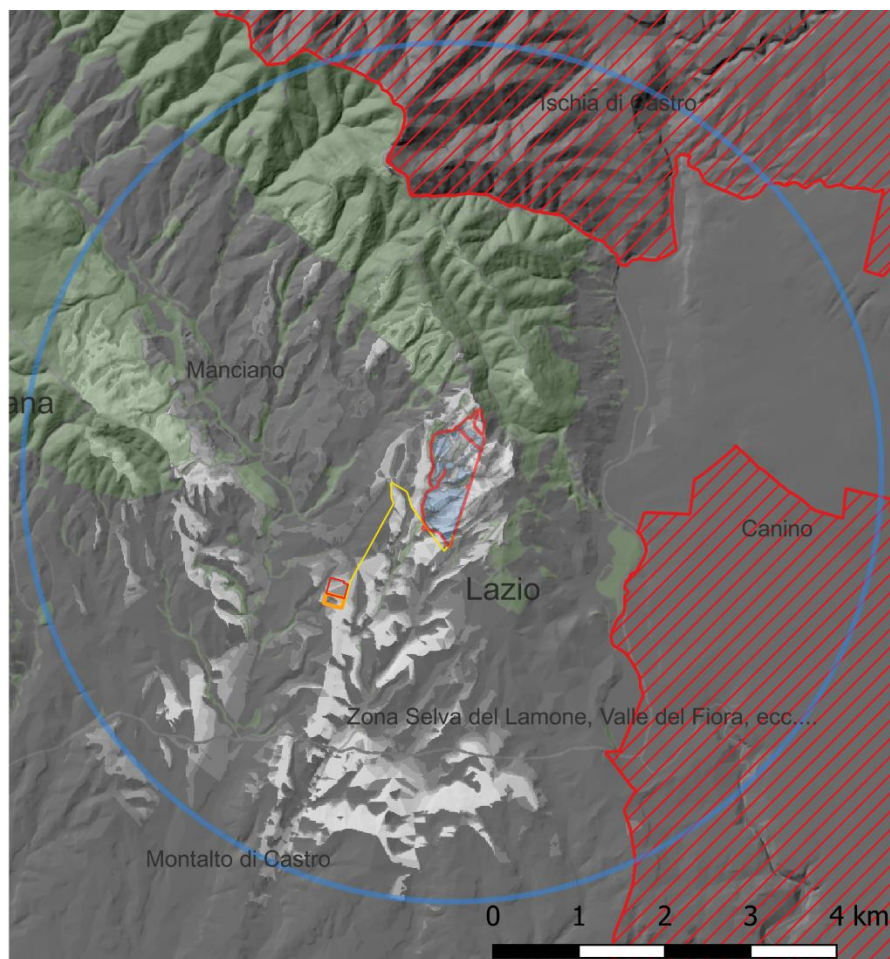 Ischia di Castro
Manciano
ana
Canino
Lazio
Zona Selva del Lamone, Valle del Fiora, ecc....
Montalto di Castro
0 1 2 3 4 km